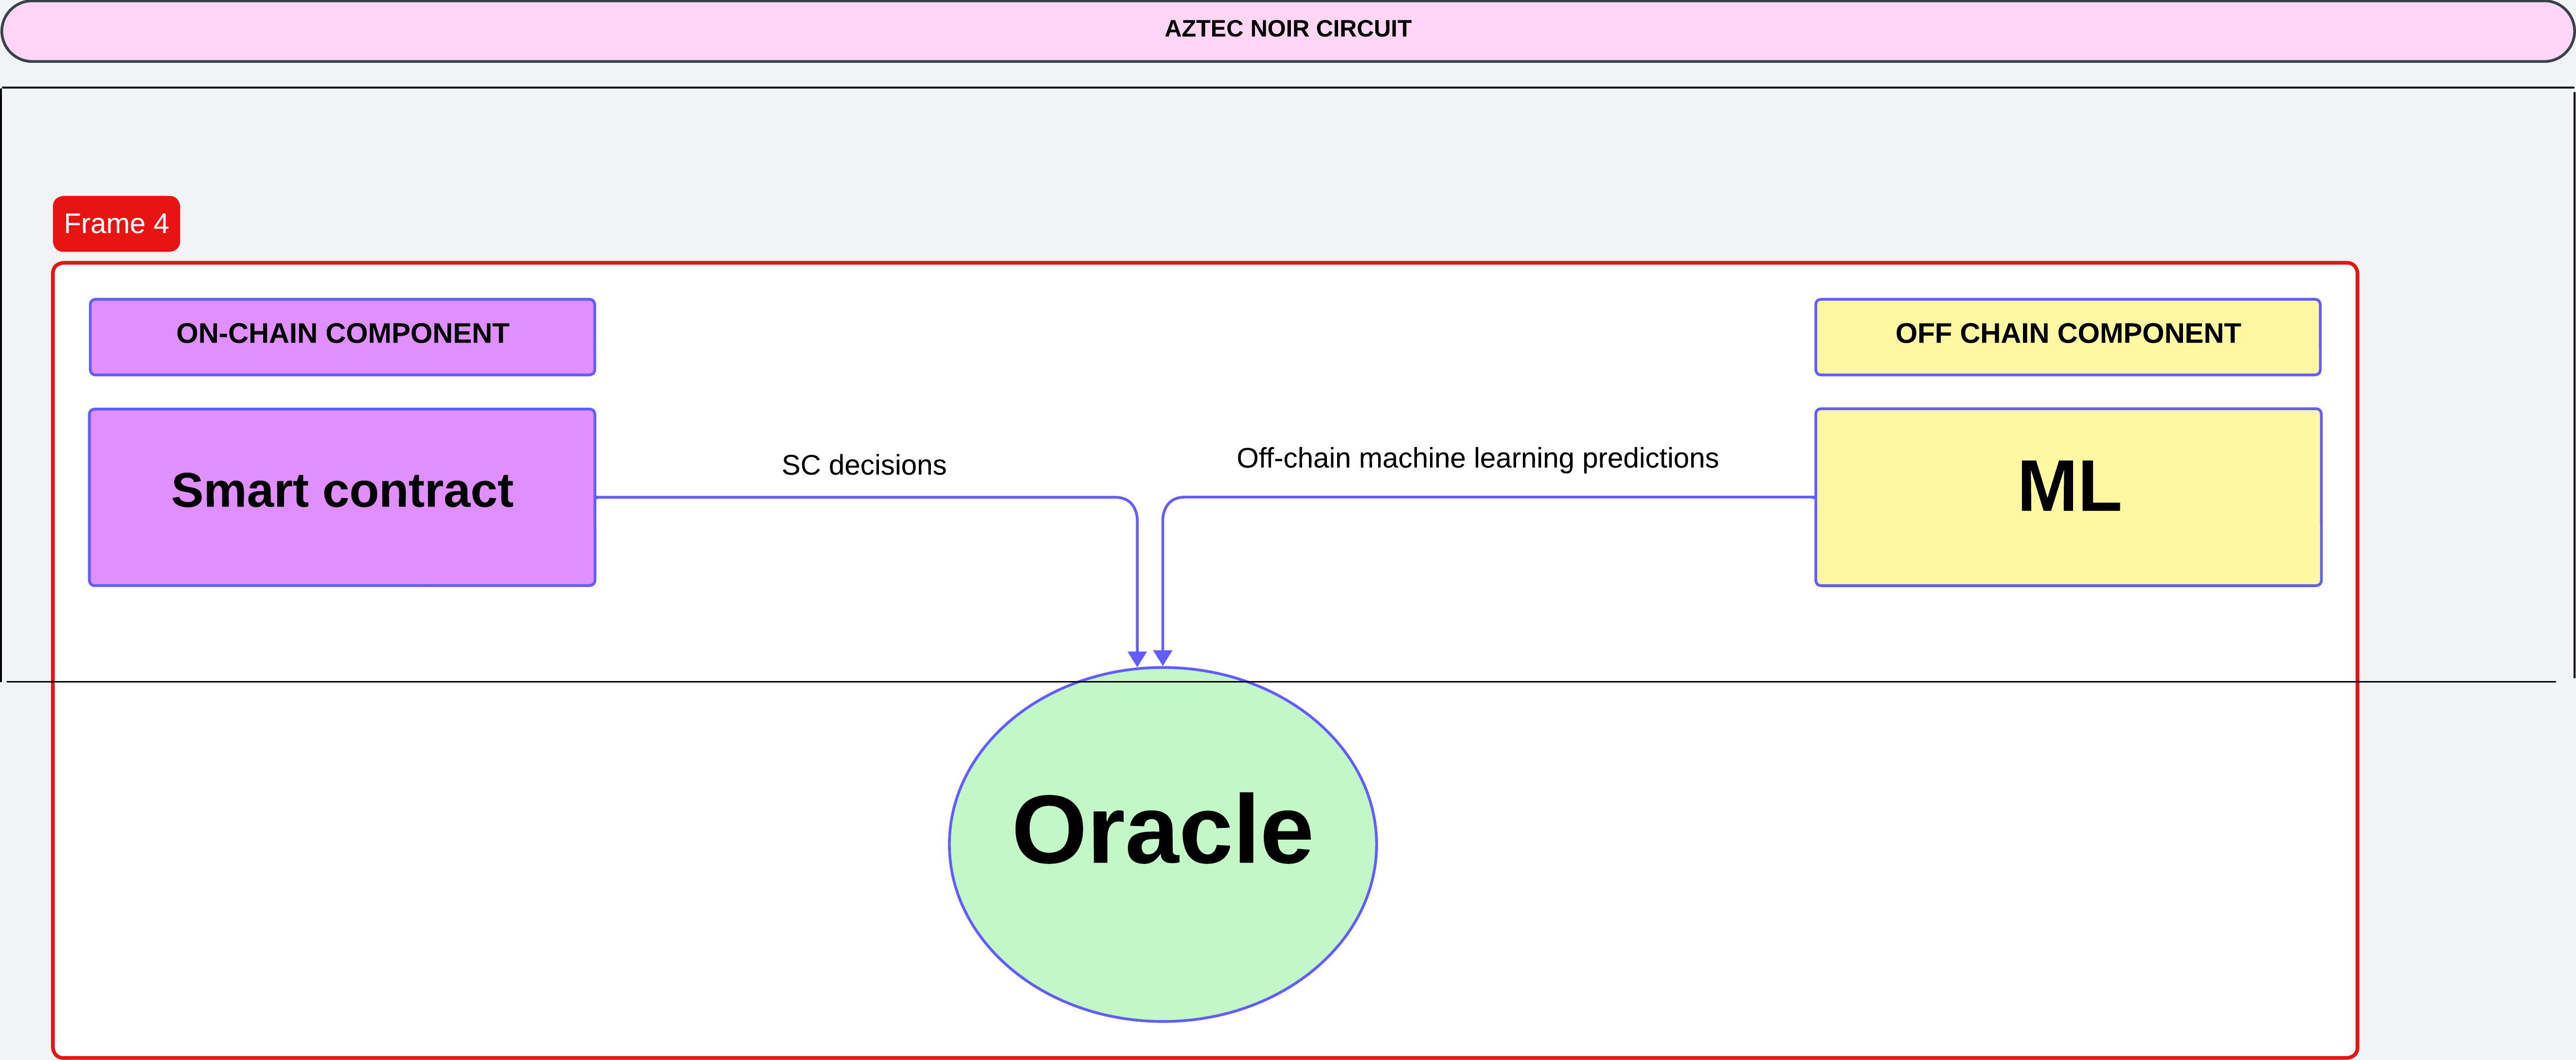 AZTEC NOIR CIRCUIT
Frame 4
ON-CHAIN COMPONENT
OFF CHAIN COMPONENT
Smart contract
SC decisions
Off-chain machine learning predictions
ML
Oracle